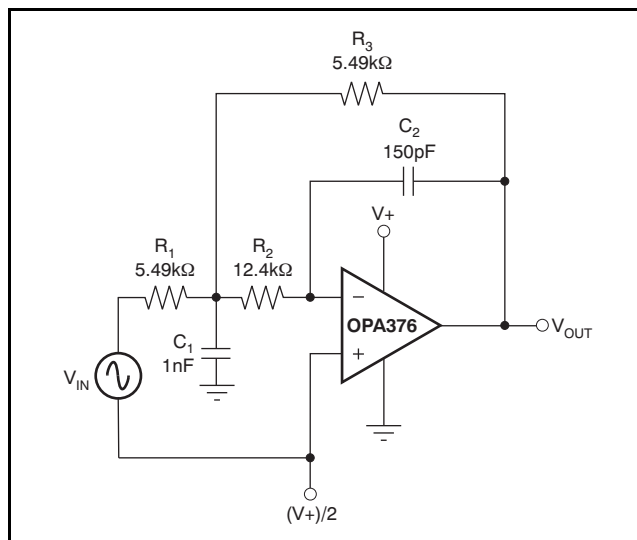 R3
5.49kΩ
C2
150pF
V+
R1
5.49kΩ
R2
12.4kΩ
−
OPA376
+
VOUT
C1
1nF
VIN
(V+)/2